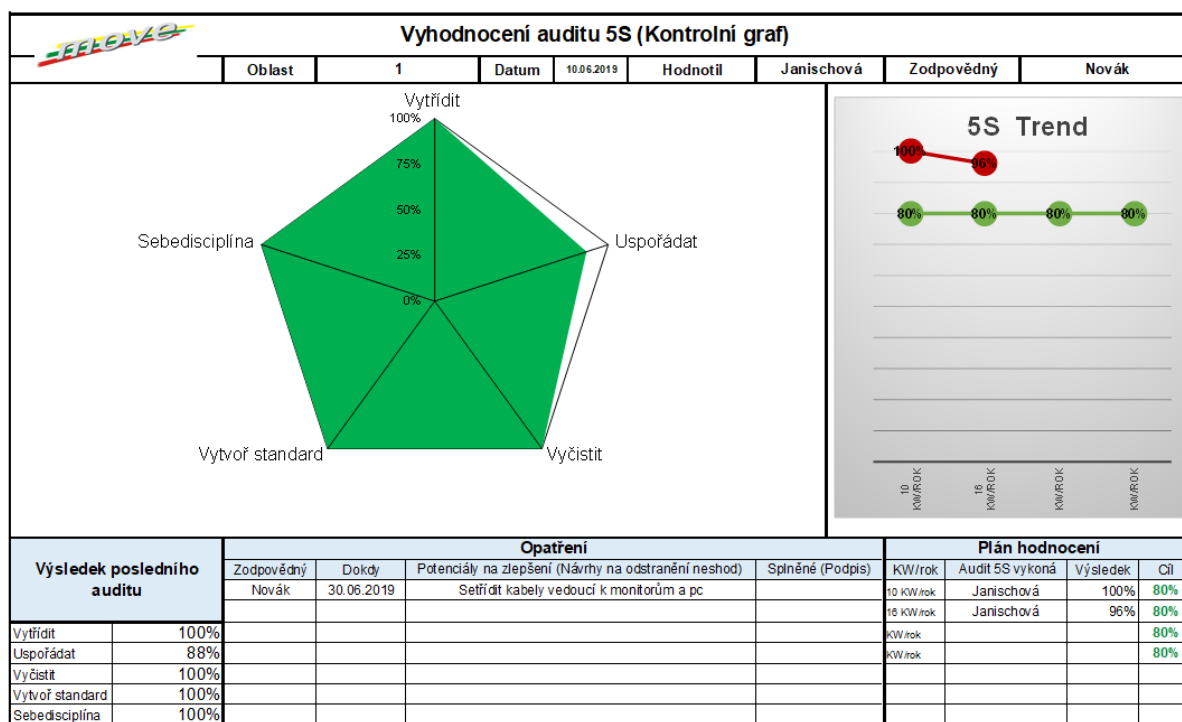 move
Vyhodnocení auditu 5S (Kontrolní graf)
Oblast 1 Datum 10.06.2019 Hodnotil Janischová Zodpovědný Novák
Vytřídit
100%
75%
50%
25%
0%
Uspořádat
Vyčistit
Vytvoř standard
Sebedisciplína
5S Trend
100% 96%
80% 80% 80% 80%
10 KW/ROK
16 KW/ROK
KW/ROK
KW/ROK
Výsledek posledního auditu
Vytřídit 100%
Uspořádat 88%
Vyčistit 100%
Vytvoř standard 100%
Sebedisciplína 100%
Opatření
Zodpovědný Dokdy Potenciály na zlepšení (Návrhy na odstranění neshod) Splněné (Podpis)
Novák 30.06.2019 Setřídit kabely vedoucí k monitorům a pc
Plán hodnocení
KW/rok Audit 5S vykoná Výsledek Cíl
10 KW/rok Janischová 100% 80%
16 KW/rok Janischová 96% 80%
KW/rok 80%
KW/rok 80%